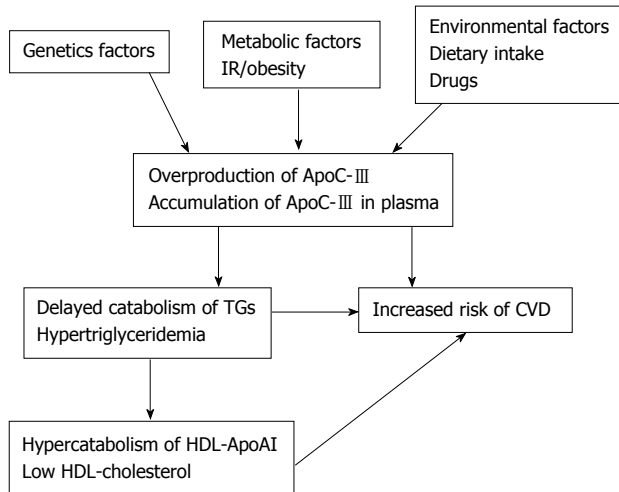 Genetics factors
Metabolic factors
IR/obesity
Environmental factors
Dietary intake
Drugs
Overproduction of ApoC-Ⅲ
Accumulation of ApoC-Ⅲ in plasma
Delayed catabolism of TGs
Hypertriglyceridemia
Increased risk of CVD
Hypercatabolism of HDL-ApoAI
Low HDL-cholesterol